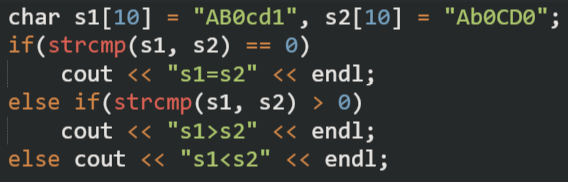 char s1[10] = "AB0cd1", s2[10] = "Ab0CD0";
if(strcmp(s1, s2) == 0)
    cout << "s1=s2" << endl;
else if(strcmp(s1, s2) > 0)
    cout << "s1>s2" << endl;
else cout << "s1<s2" << endl;